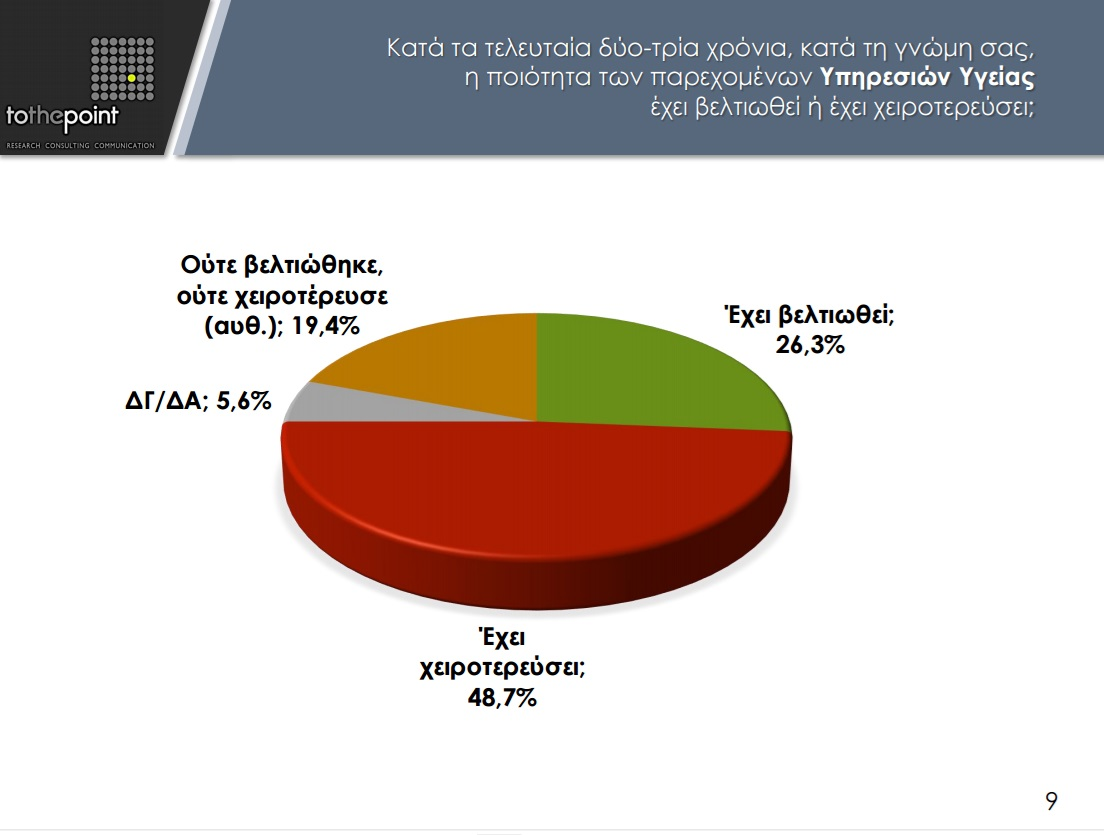 tothepoint
RESEARCH CONSULTING COMMUNICATION
Κατά τα τελευταία δύο-τρία χρόνια, κατά τη γνώμη σας,
η ποιότητα των παρεχομένων Υπηρεσιών Υγείας
έχει βελτιωθεί ή έχει χειροτερεύσει;
Ούτε βελτιώθηκε,
ούτε χειροτέρευσε
(αυθ.); 19,4%
Έχει βελτιωθεί;
26,3%
ΔΓ/ΔΑ; 5,6%
Έχει
χειροτερεύσει;
48,7%
9